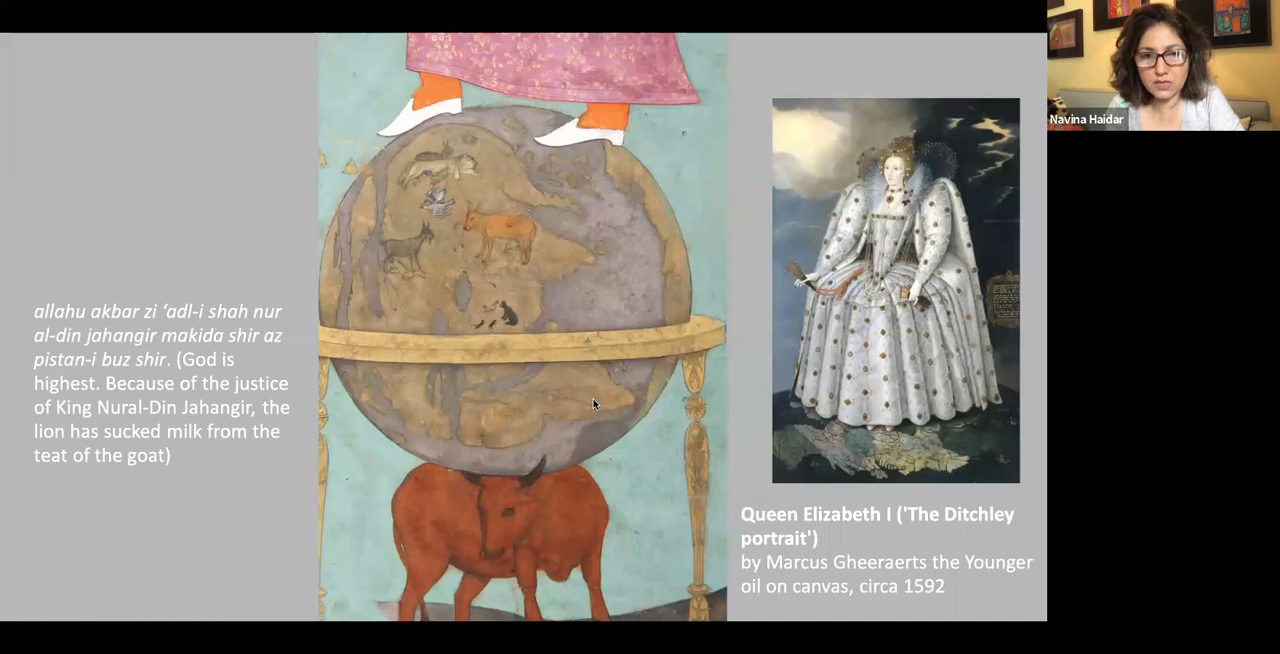 allahu akbar zi ‘adl-i shah nur
al-din jahangir makida shir az
pistan-i buz shir. (God is
highest. Because of the justice
of King Nural-Din Jahangir, the
lion has sucked milk from the
teat of the goat)
Queen Elizabeth I ('The Ditchley
portrait')
by Marcus Gheeraerts the Younger
oil on canvas, circa 1592
Navina Haidar